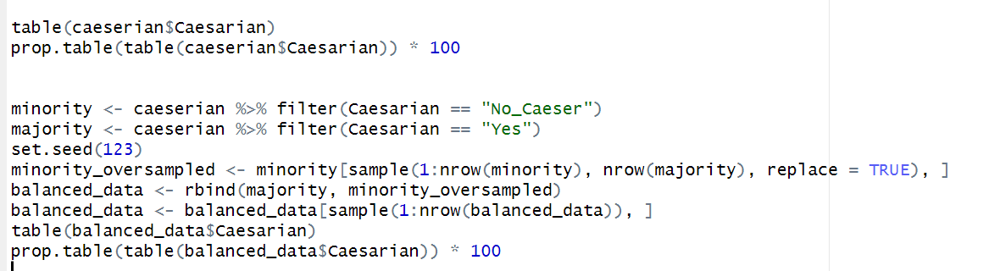 table(caeserian$Caesarian)
prop.table(table(caeserian$Caesarian)) * 100
minority <- caeserian %>% filter(Caesarian == "No_Caeser")
majority <- caeserian %>% filter(Caesarian == "Yes")
set.seed(123)
minority_oversampled <- minority[sample(1:nrow(minority), nrow(majority), replace = TRUE), ]
balanced_data <- rbind(majority, minority_oversampled)
balanced_data <- balanced_data[sample(1:nrow(balanced_data)), ]
table(balanced_data$Caesarian)
prop.table(table(balanced_data$Caesarian)) * 100